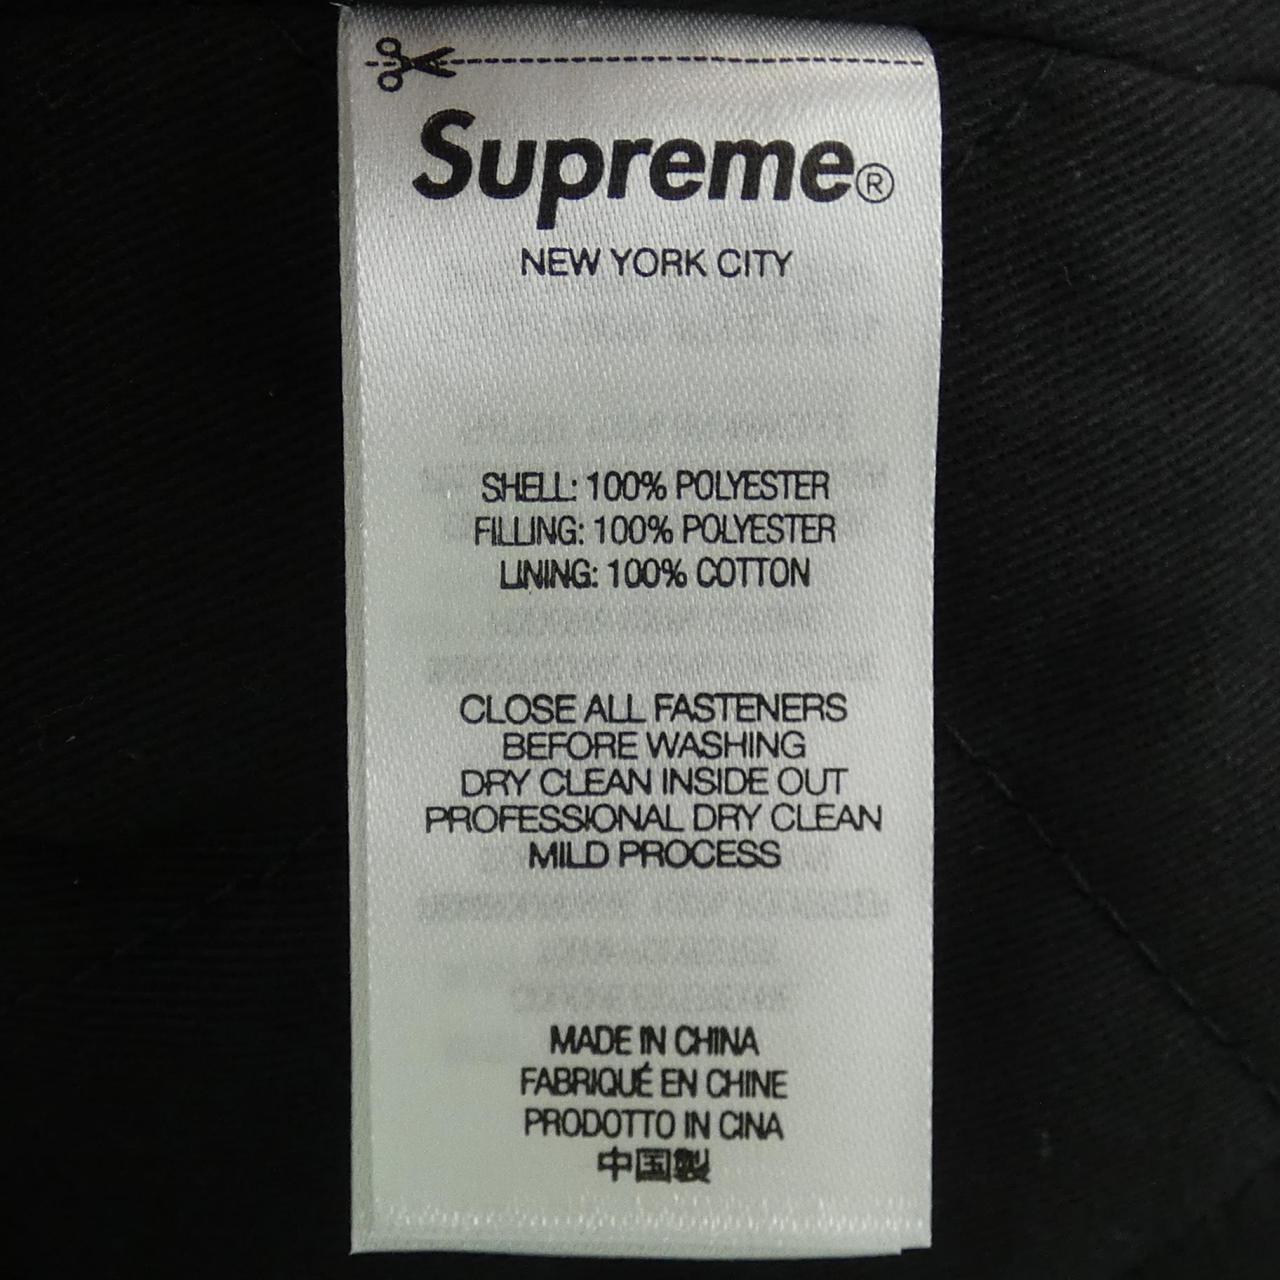 Supreme®
NEW YORK CITY
SHELL: 100% POLYESTER
FILLING: 100% POLYESTER
LINING: 100% COTTON
CLOSE ALL FASTENERS
BEFORE WASHING
DRY CLEAN INSIDE OUT
PROFESSIONAL DRY CLEAN
MILD PROCESS
MADE IN CHINA
FABRIQUÉ EN CHINE
PRODOTTO IN CINA
中国製